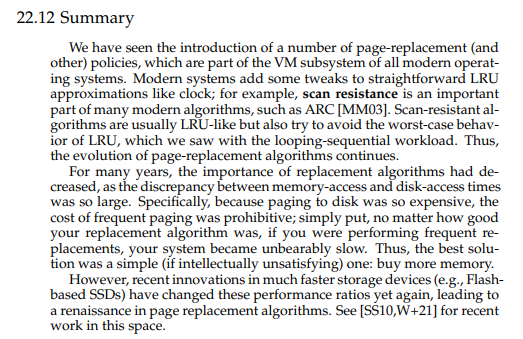 22.12 Summary
We have seen the introduction of a number of page-replacement (and
other) policies, which are part of the VM subsystem of all modern operat-
ing systems. Modern systems add some tweaks to straightforward LRU
approximations like clock; for example, scan resistance is an important
part of many modern algorithms, such as ARC [MM03]. Scan-resistant al-
gorithms are usually LRU-like but also try to avoid the worst-case behav-
ior of LRU, which we saw with the looping-sequential workload. Thus,
the evolution of page-replacement algorithms continues.
For many years, the importance of replacement algorithms had de-
creased, as the discrepancy between memory-access and disk-access times
was so large. Specifically, because paging to disk was so expensive, the
cost of frequent paging was prohibitive; simply put, no matter how good
your replacement algorithm was, if you were performing frequent re-
placements, your system became unbearably slow. Thus, the best solu-
tion was a simple (if intellectually unsatisfying) one: buy more memory.
However, recent innovations in much faster storage devices (e.g., Flash-
based SSDs) have changed these performance ratios yet again, leading to
a renaissance in page replacement algorithms. See [SS10,W+21] for recent
work in this space.